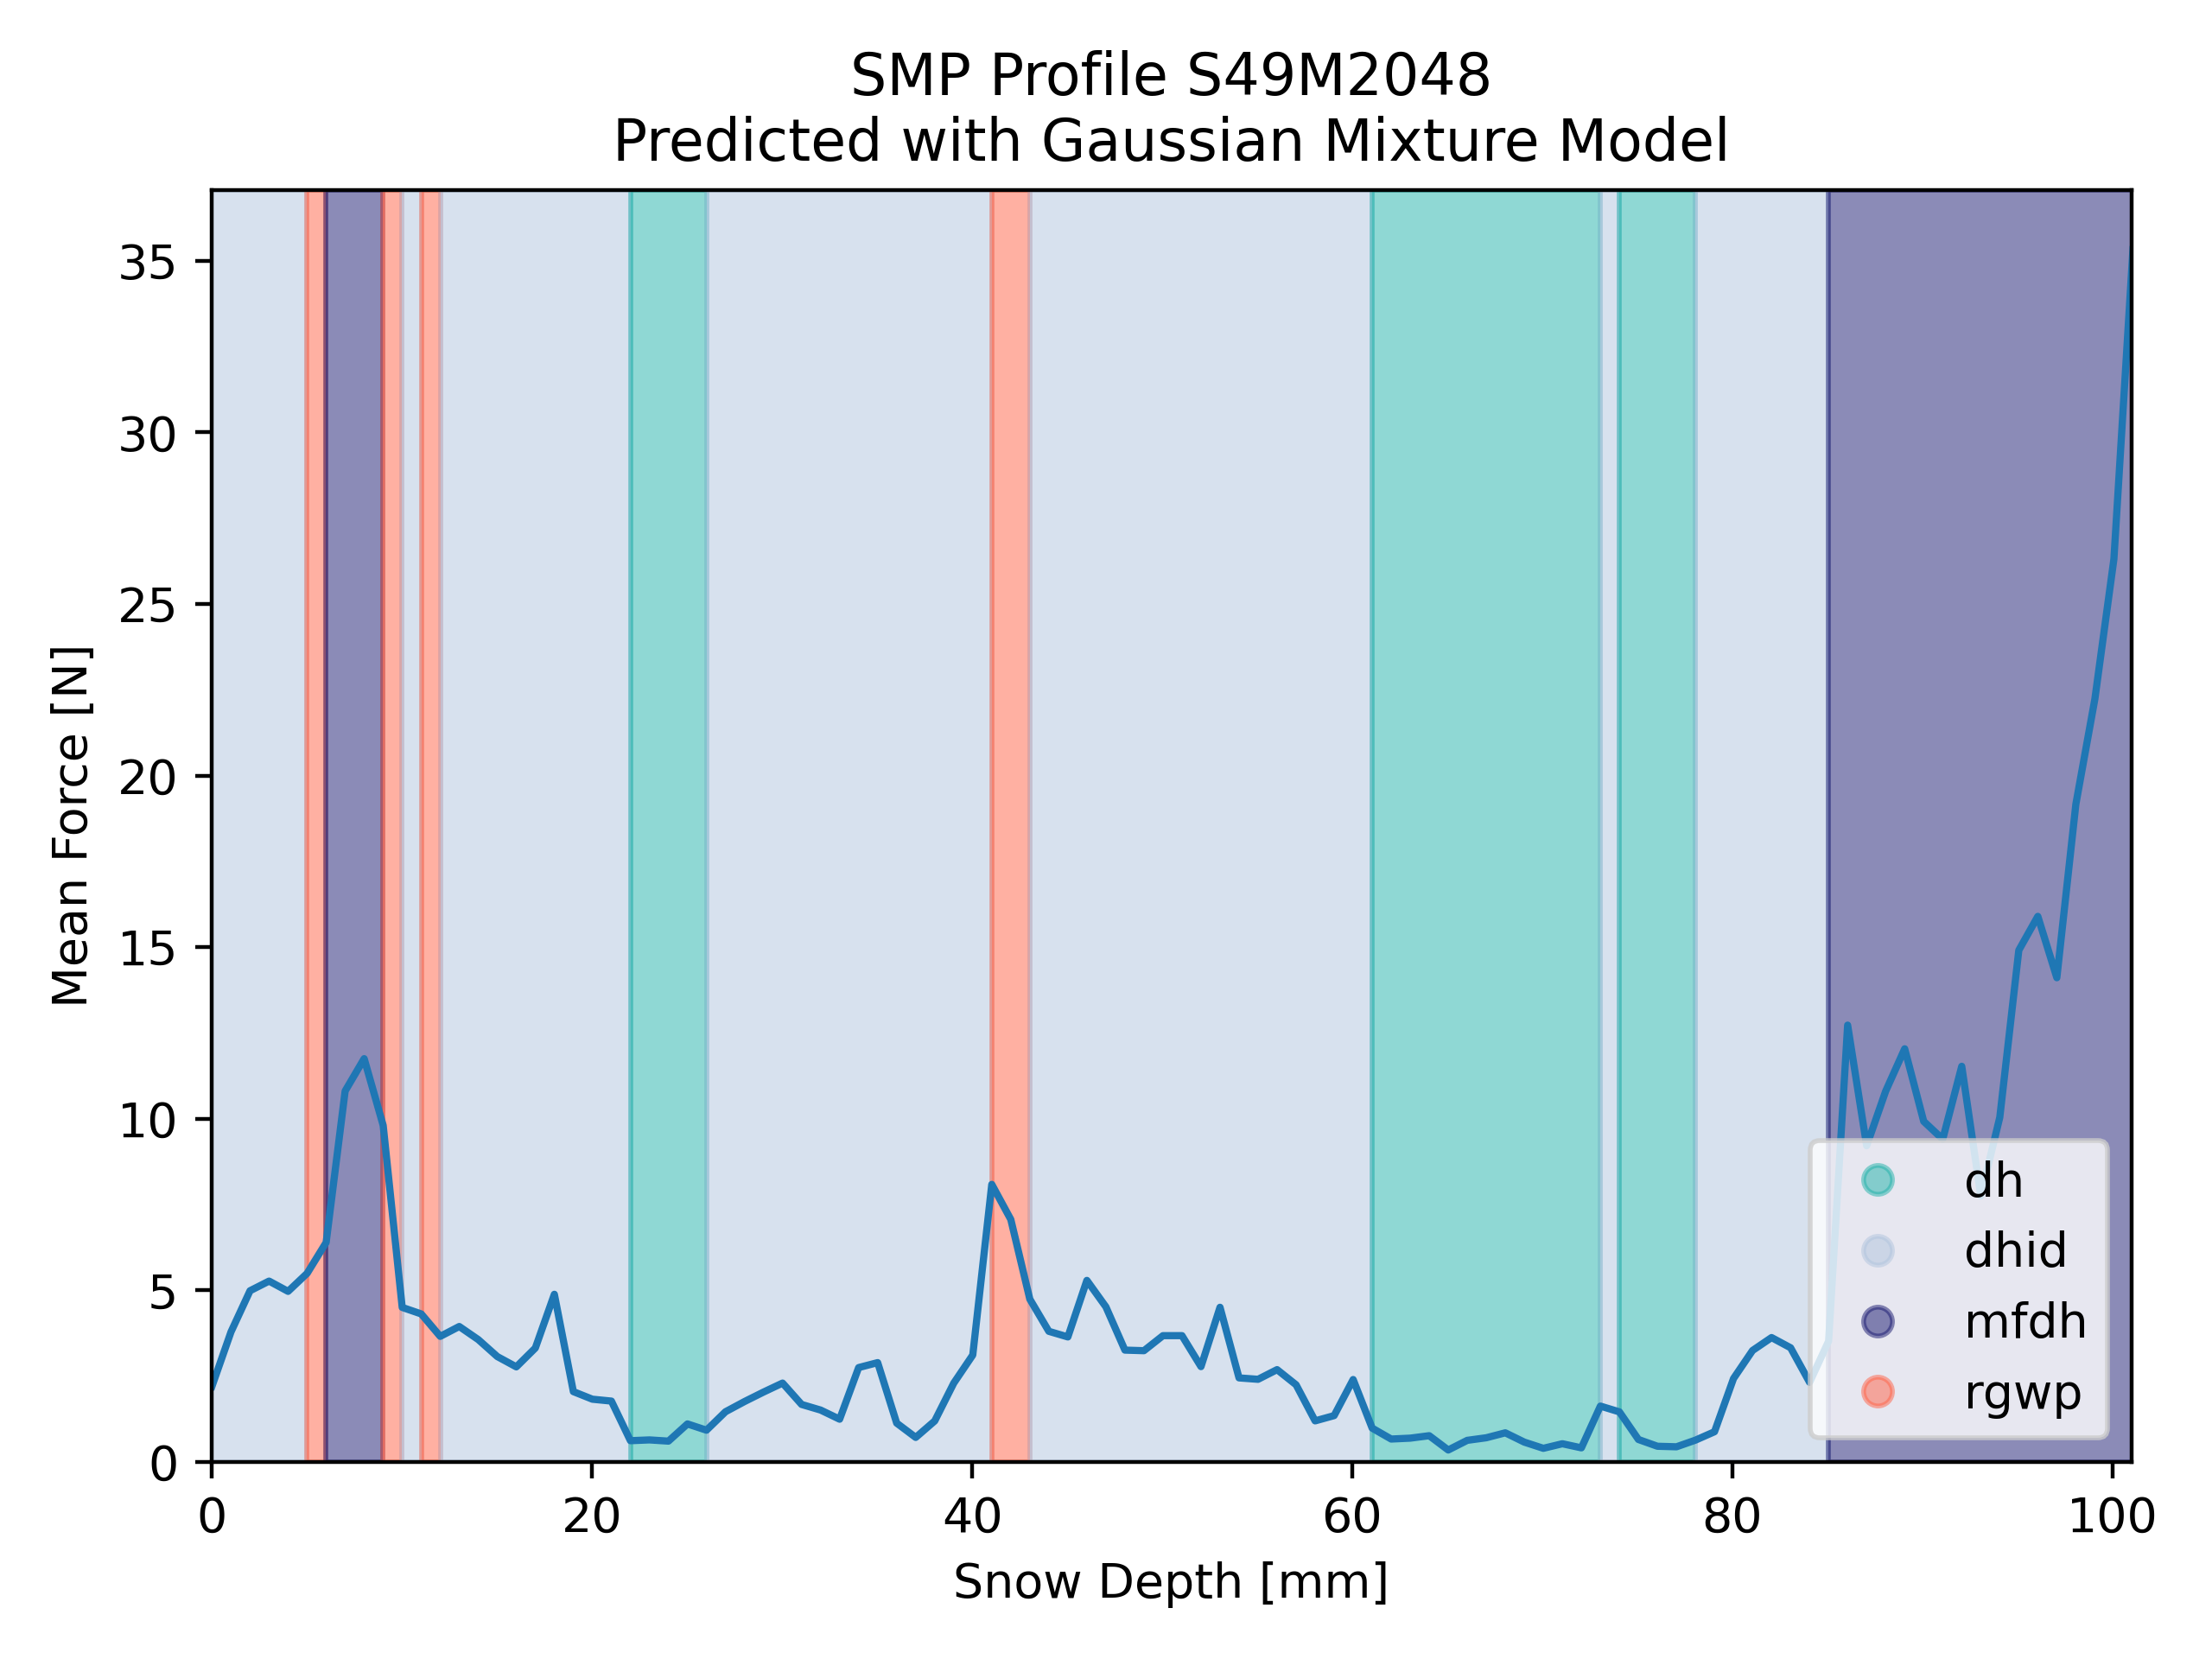 SMP Profile S49M2048
Predicted with Gaussian Mixture Model
Mean Force [N]
35
30
25
20
15
10
5
0
dh
dhid
mfdh
rgwp
0 20 40 60 80 100
Snow Depth [mm]